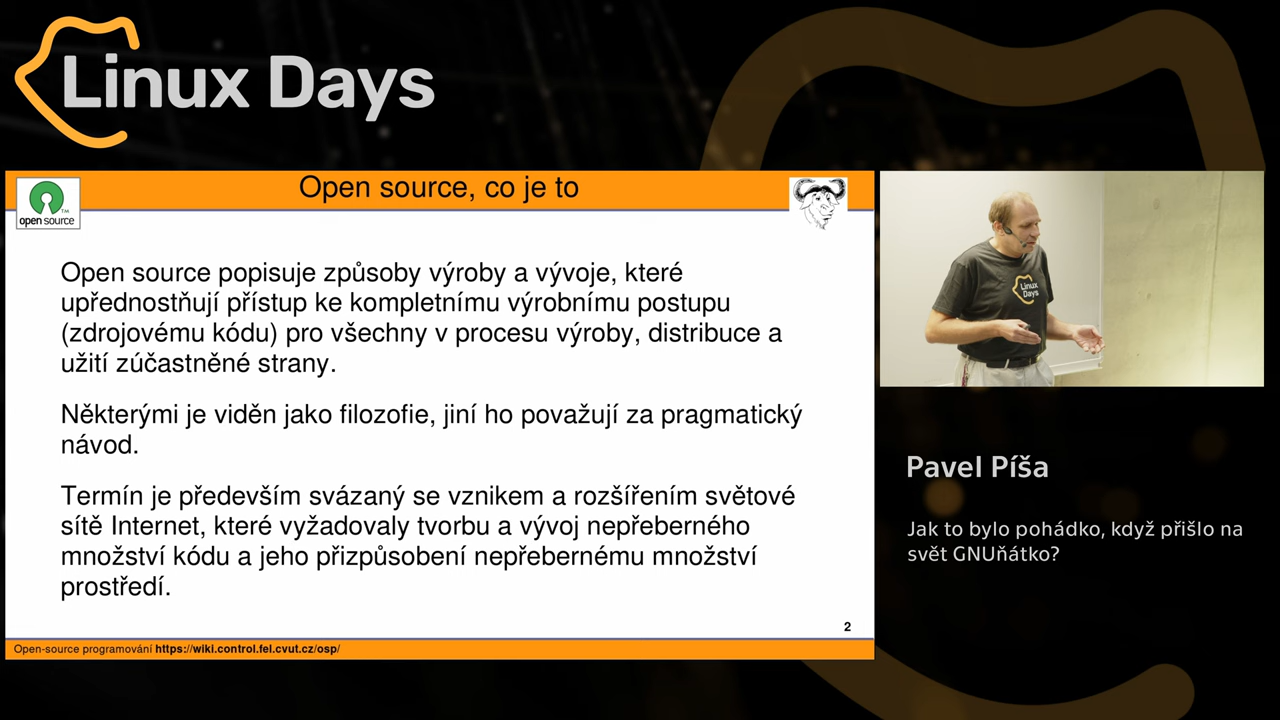 Linux Days
Open source, co je to
open source
TM
Open source popisuje způsoby výroby a vývoje, které
upřednostňují přístup ke kompletnímu výrobnímu postupu
(zdrojovému kódu) pro všechny v procesu výroby, distribuce a
užití zúčastněné strany.
Některými je viděn jako filozofie, jiní ho považují za pragmatický
návod.
Termín je především svázaný se vznikem a rozšířením světové
sítě Internet, které vyžadovaly tvorbu a vývoj nepřeberného
množství kódu a jeho přizpůsobení nepřebernému množství
prostředí.
2
Open-source programování https://wiki.control.fel.cvut.cz/osp/
Linux
Days
Pavel Píša
Jak to bylo pohádko, když přišlo na
svět GNUňátko?